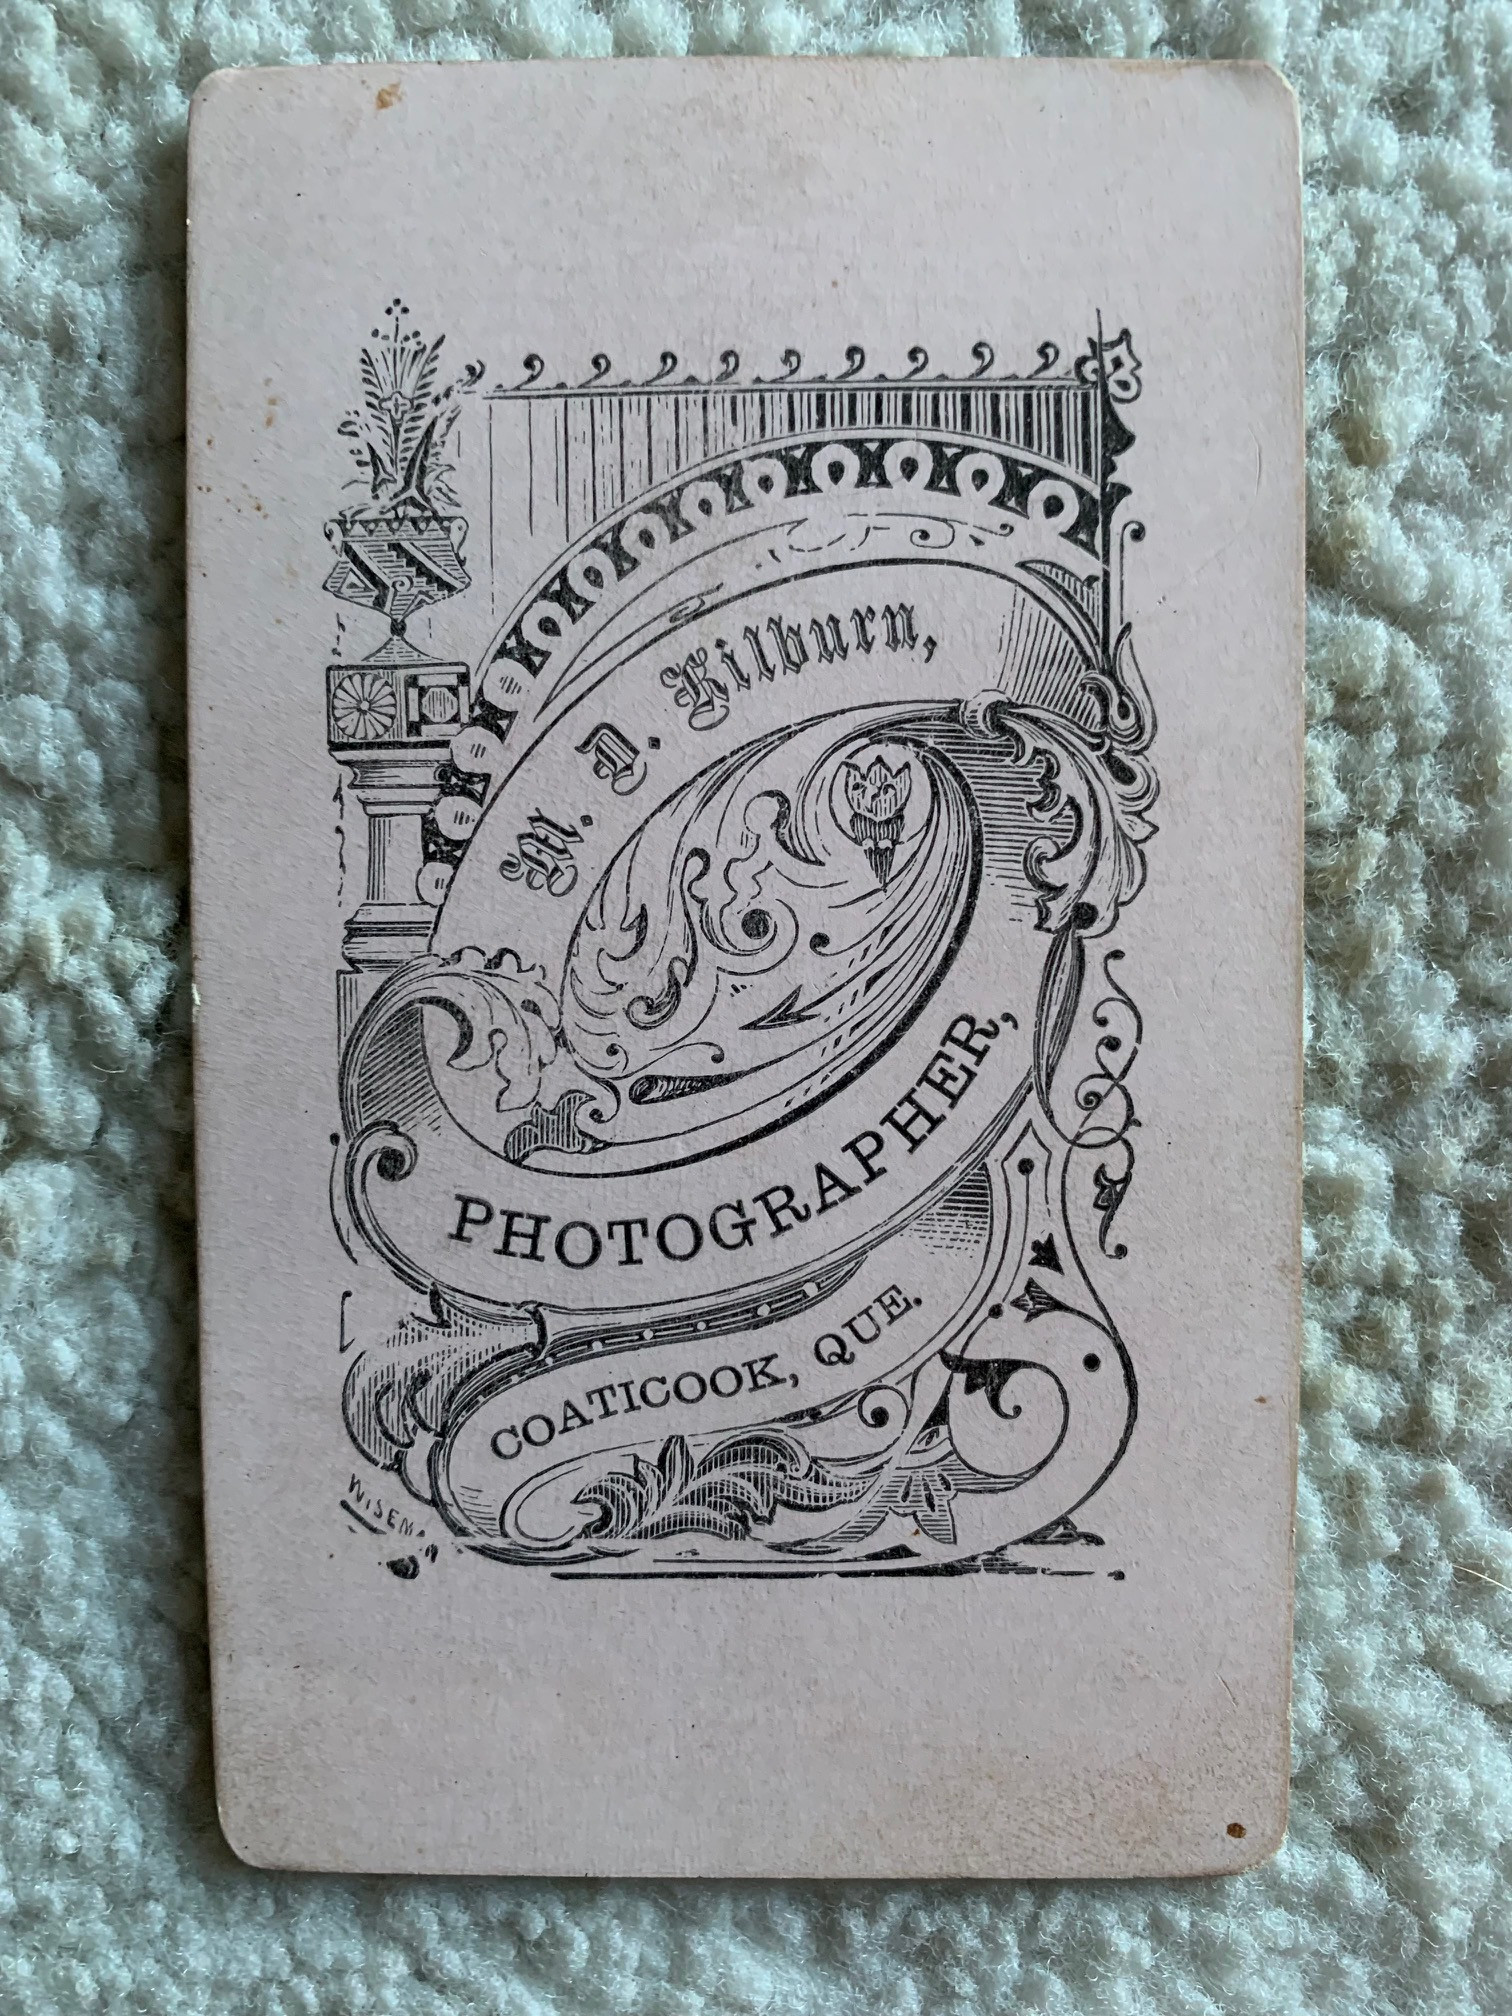 M. D. Kilburn,
PHOTOGRAPHER,
COATICOOK, QUE.